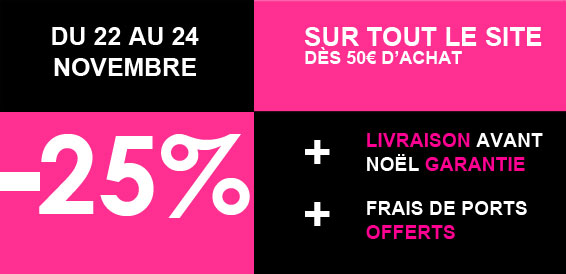 DU 22 AU 24
NOVEMBRE
SUR TOUT LE SITE
DÈS 50€ D'ACHAT
-25%
+ LIVRAISON AVANT
NOËL GARANTIE
+ FRAIS DE PORTS
OFFERTS